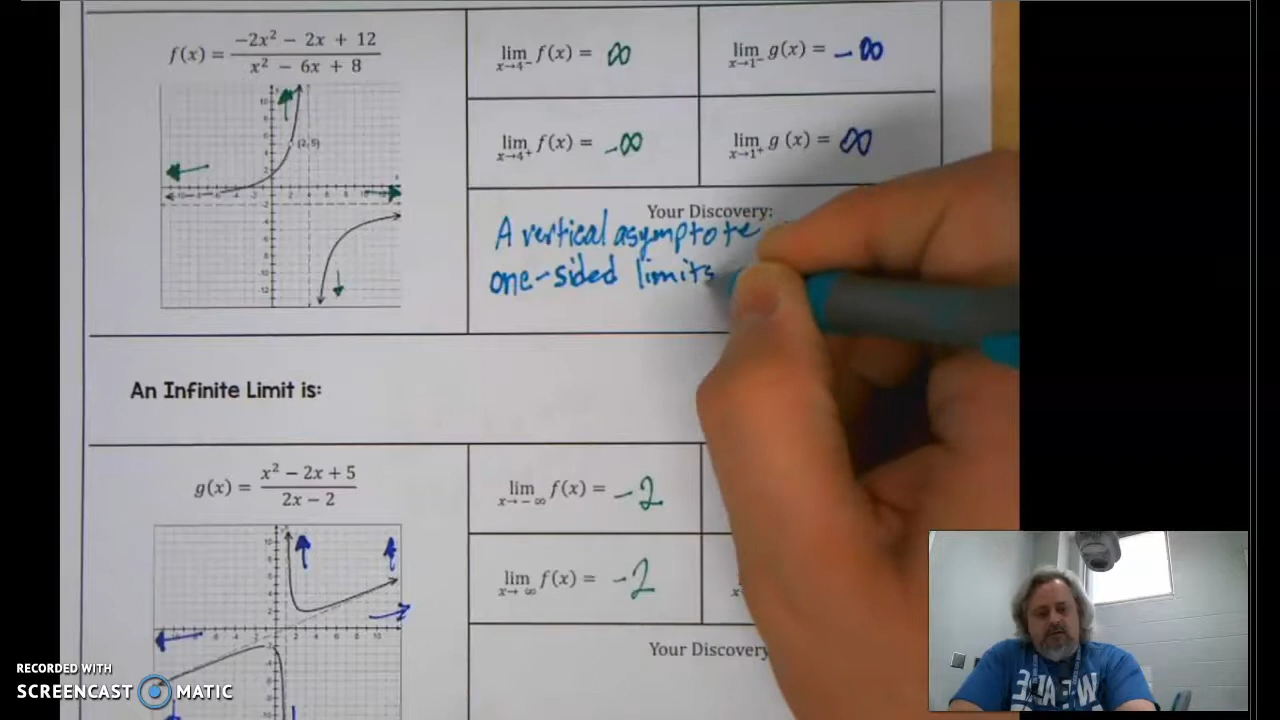 f(x) = −2x² − 2x + 12 / x² − 6x + 8
lim x→4⁻ f(x) = ∞
lim x→1⁻ g(x) = −∞
(2, 5)
lim x→4⁺ f(x) = −∞
lim x→1⁺ g(x) = ∞
Your Discovery:
A vertical asymptote
one-sided limits
An Infinite Limit is:
g(x) = x² − 2x + 5 / 2x − 2
lim x→−∞ f(x) = −2
lim x→∞ f(x) = −2
Your Discovery
RECORDED WITH
SCREENCAST MATIC